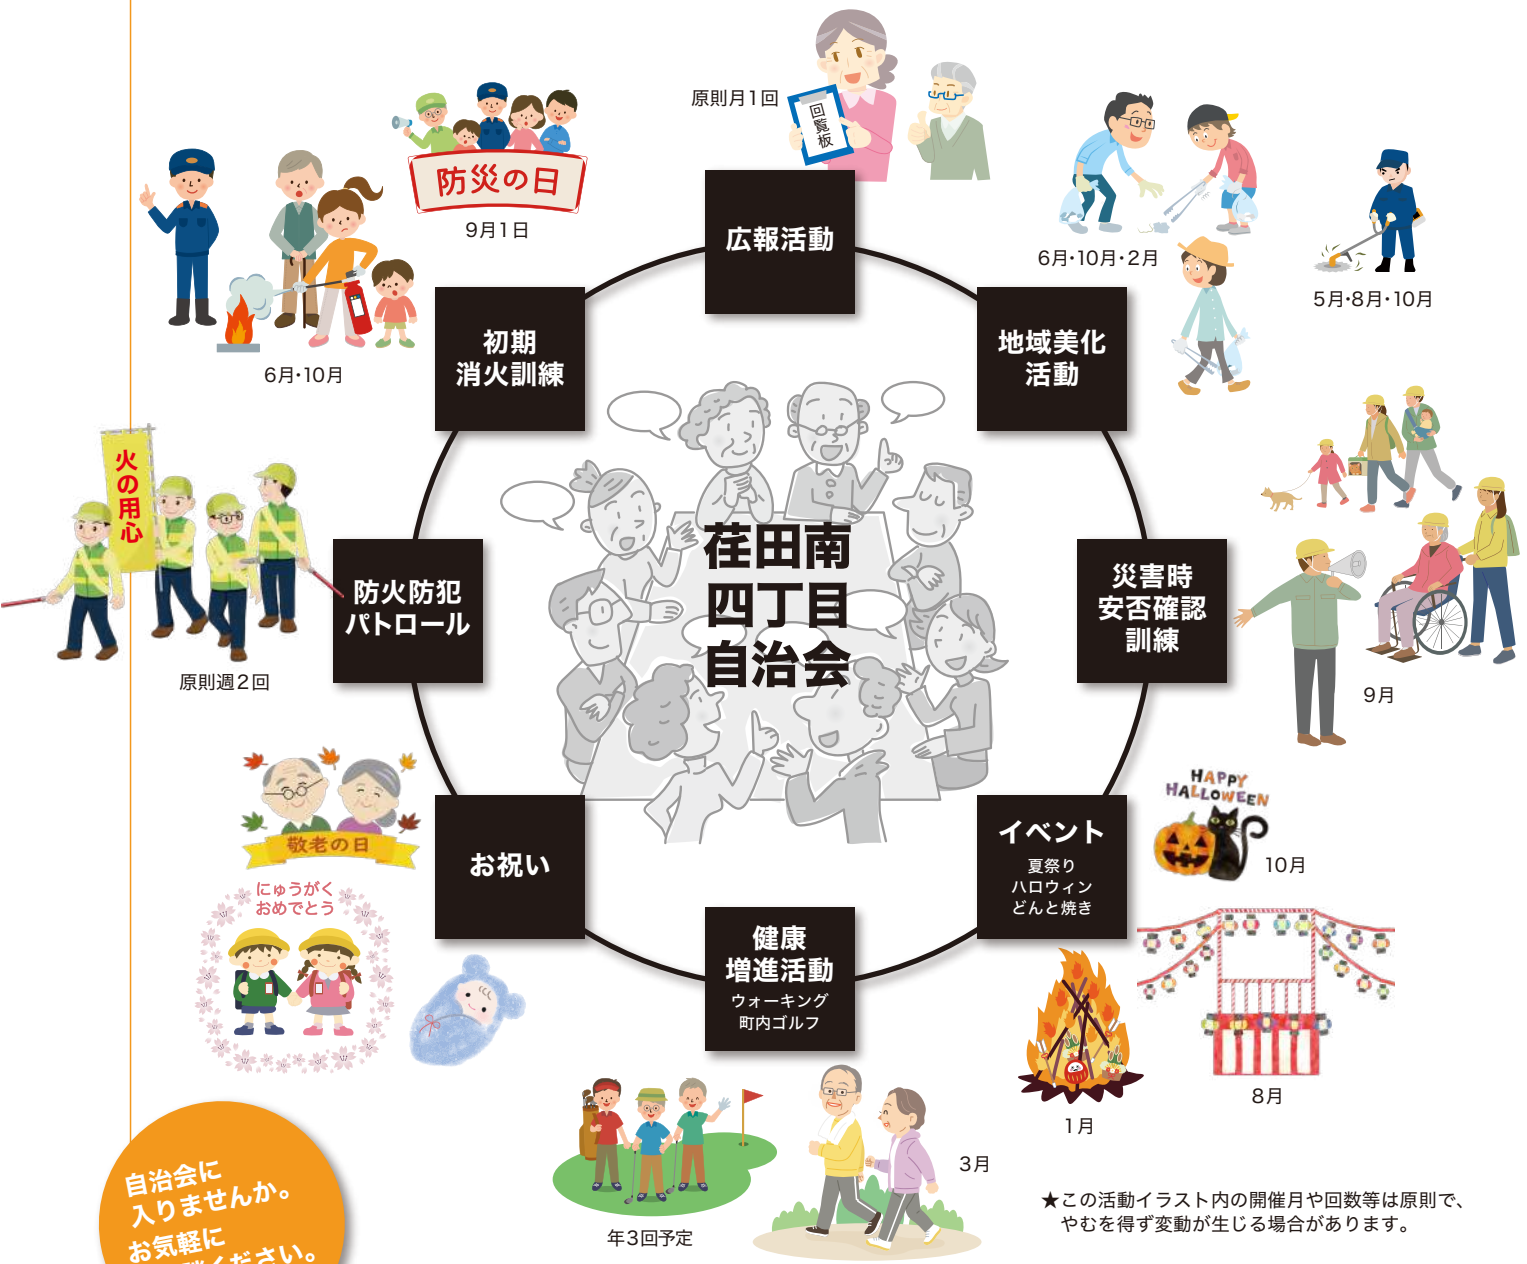 原則月1回
回覧板
広報活動
6月・10月・2月
5月・8月・10月
地域美化
活動
災害時
安否確認
訓練
9月
イベント
夏祭り
ハロウィン
どんと焼き
HAPPY
HALLOWEEN
10月
8月
1月
健康
増進活動
ウォーキング
町内ゴルフ
年3回予定
3月
お祝い
敬老の日
にゅうがく
おめでとう
防火防犯
パトロール
火の用心
原則週2回
初期
消火訓練
防災の日
9月1日
6月・10月
荏田南
四丁目
自治会
自治会に
入りませんか。
お気軽に
ください。
★この活動イラスト内の開催月や回数等は原則で、
やむを得ず変動が生じる場合があります。